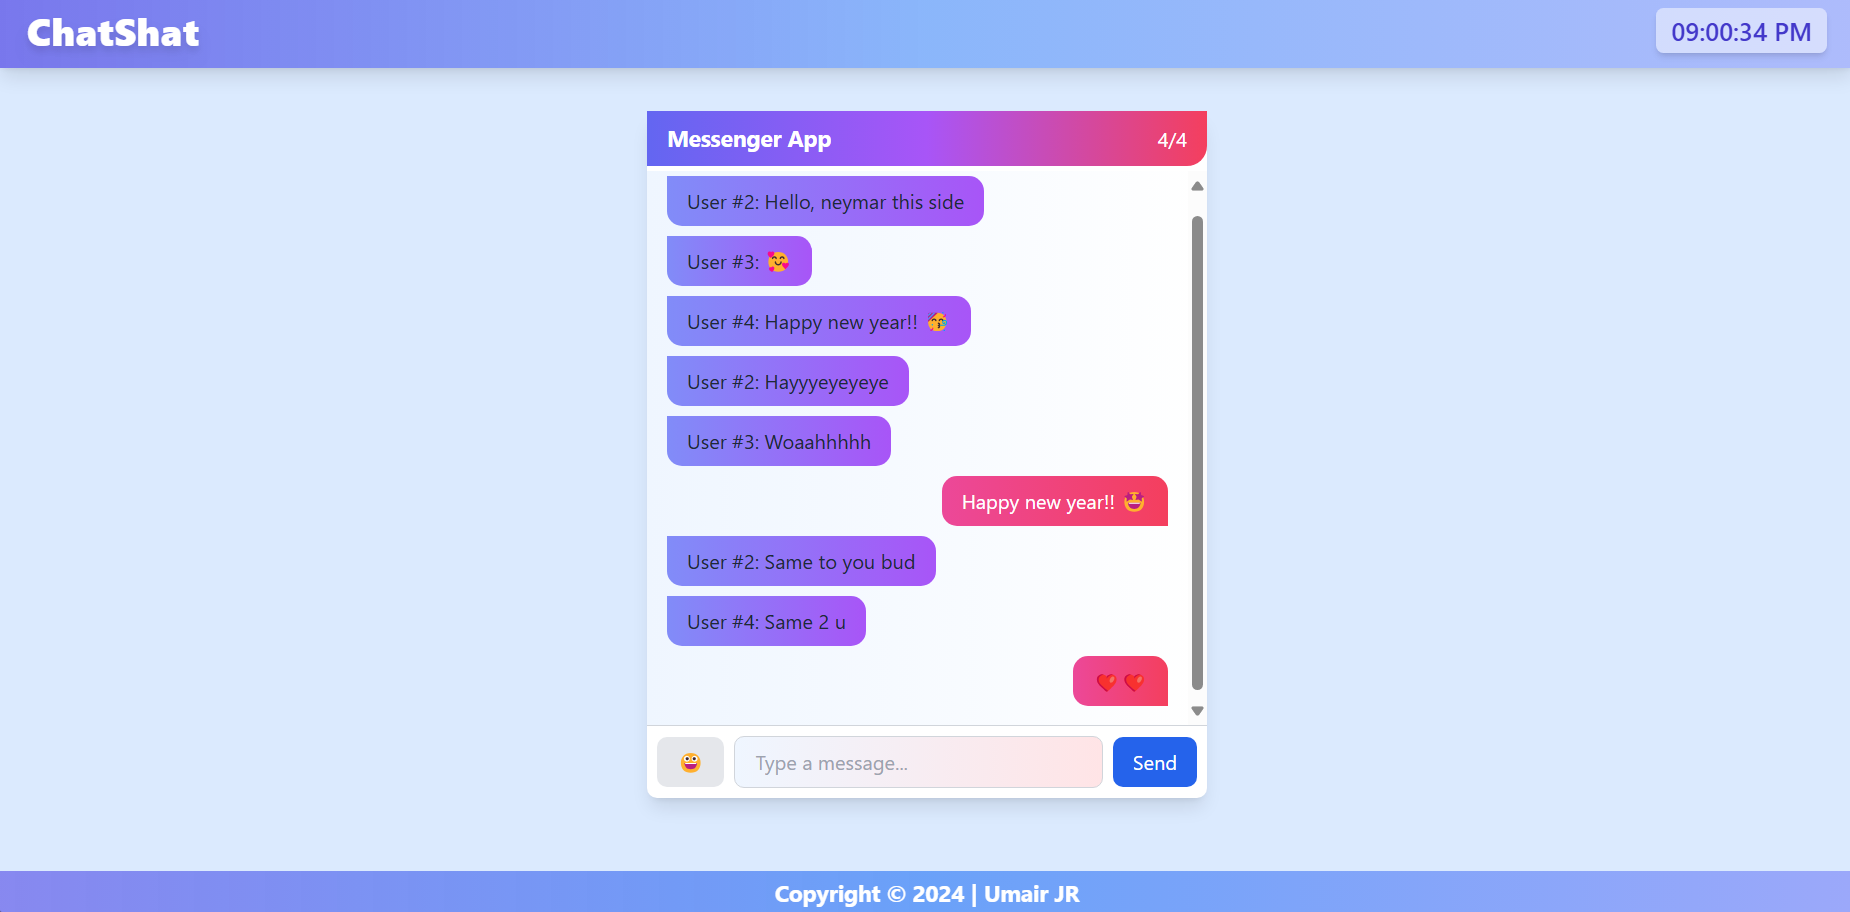 ChatShat
09:00:34 PM
Messenger App
4/4
User #2: Hello, neymar this side
User #3: 🥰
User #4: Happy new year!! 🥳
User #2: Hayyyeyeyeye
User #3: Woaahhhhh
Happy new year!! 🤩
User #2: Same to you bud
User #4: Same 2 u
❤️ ❤️
Type a message...
Send
Copyright © 2024 | Umair JR